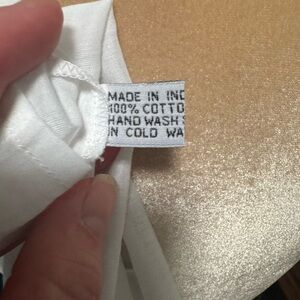 MADE IN IND
100% COTTO
HAND WASH S
IN COLD WA